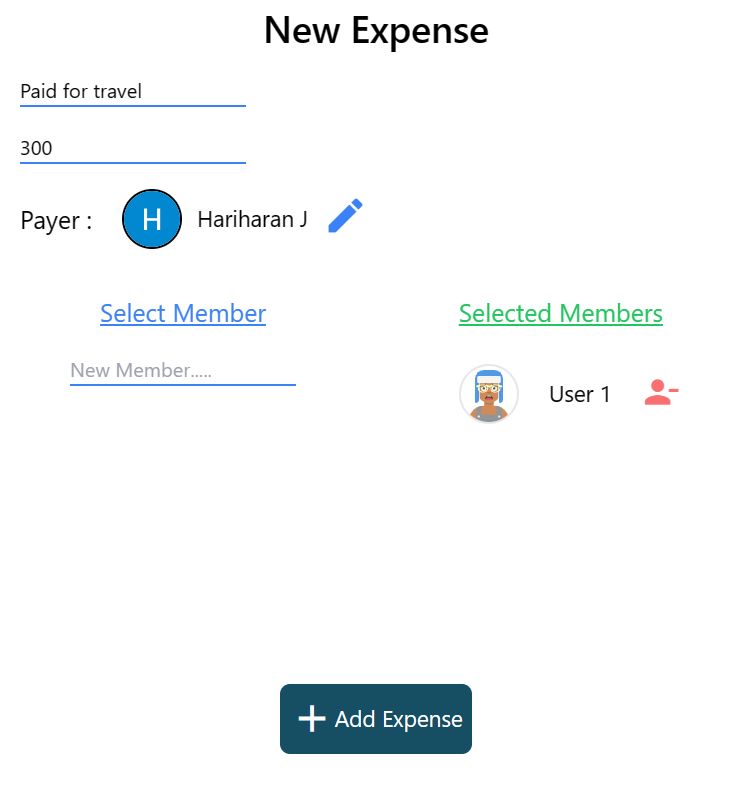 New Expense
Paid for travel
300
Payer : H Hariharan J
Select Member
Selected Members
New Member.....
User 1
Add Expense